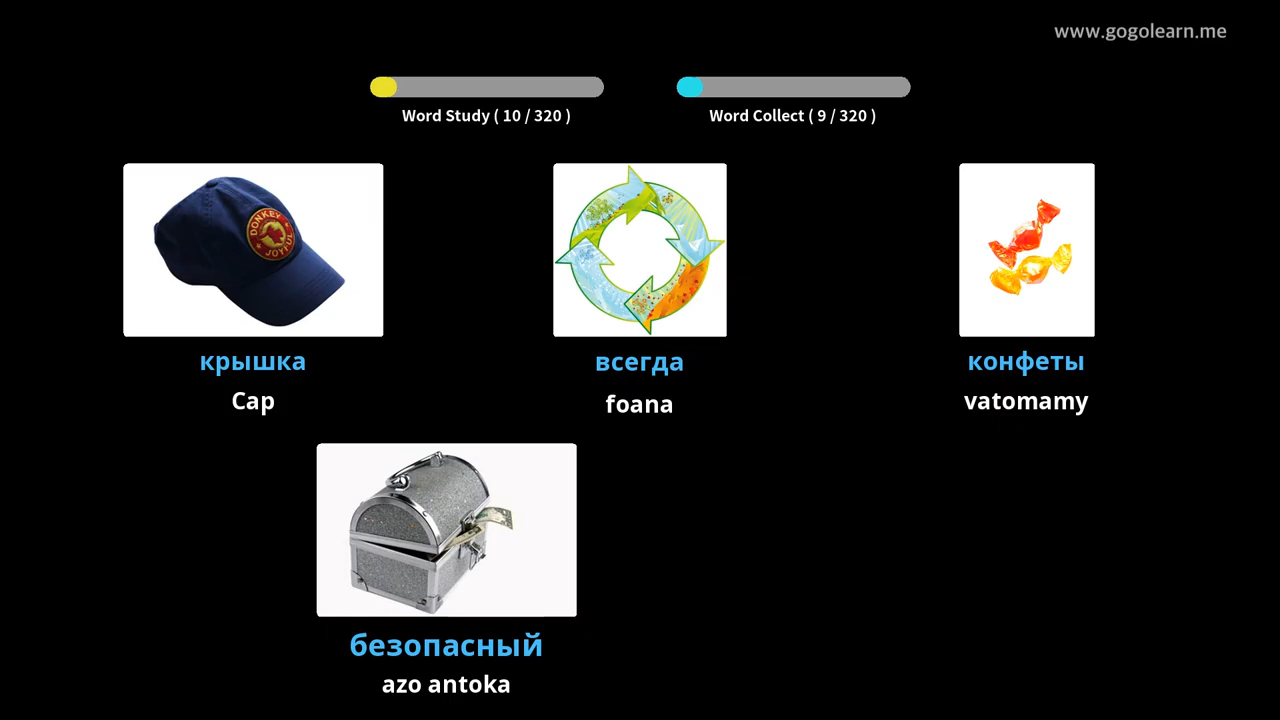 www.gogolearn.me
Word Study ( 10 / 320 )
Word Collect ( 9 / 320 )
DONKEY
JOYFUL
крышка
всегда
конфеты
Cap
foana
vatomamy
безопасный
azo antoka